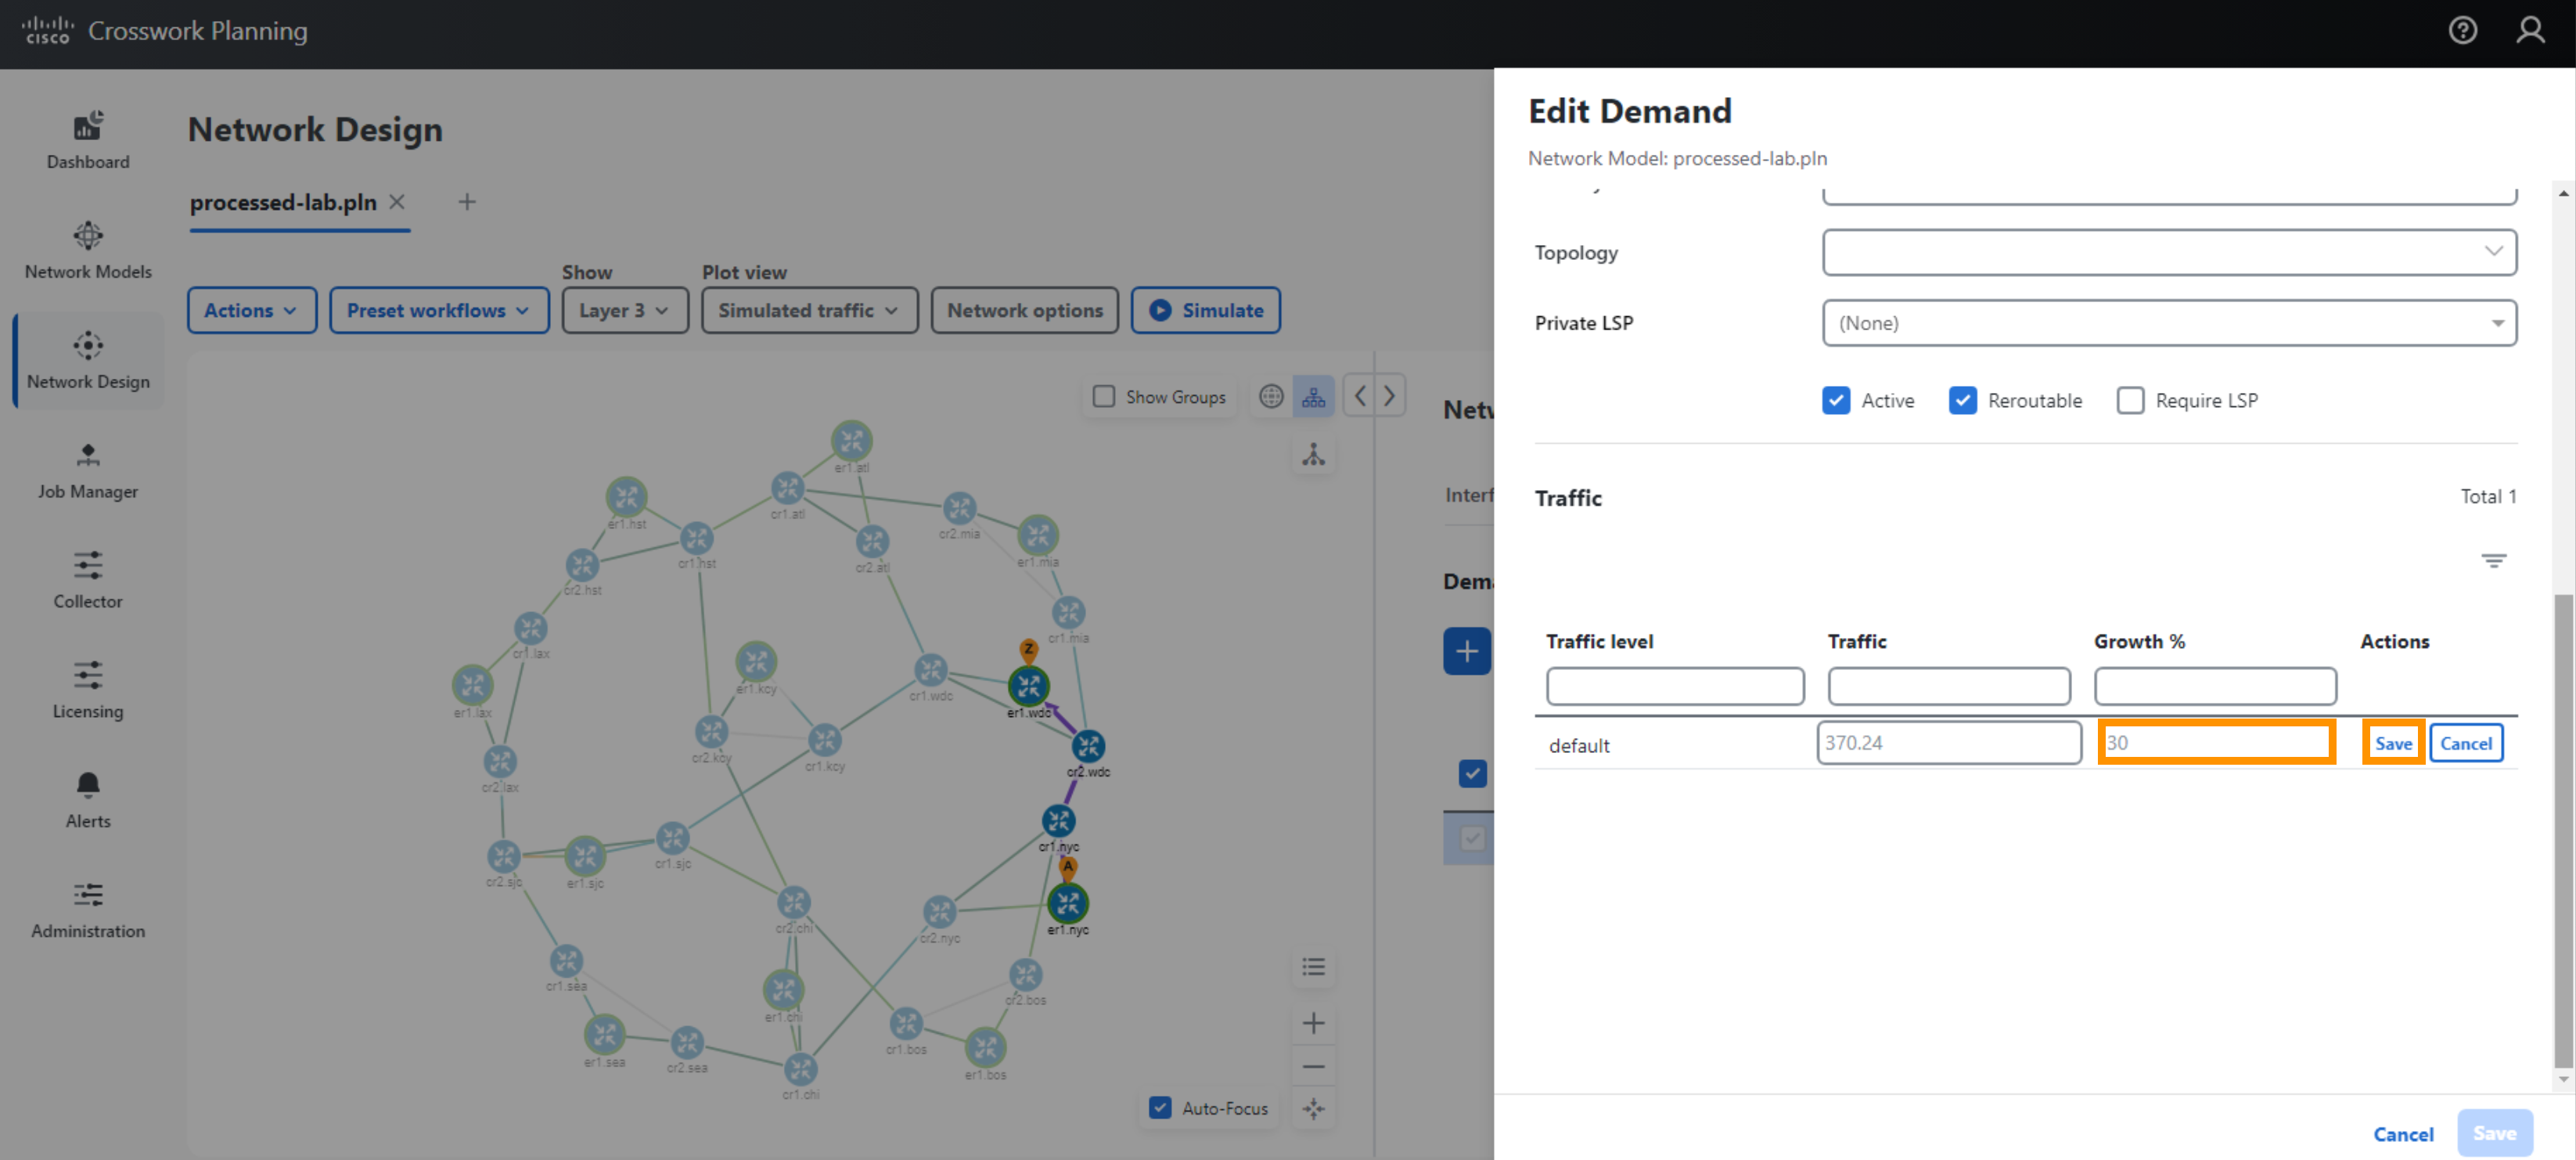 cisco Crosswork Planning
Dashboard
Network Models
Network Design
Job Manager
Collector
Licensing
Alerts
Administration
Network Design
processed-lab.pln
Show
Plot view
Actions
Preset workflows
Layer 3
Simulated traffic
Network options
Simulate
Show Groups
er1.atl
er1.hst
cr1.atl
cr2.mia
cr1.hst
cr2.atl
er1.mia
cr2.hst
cr1.mia
cr1.lax
er1.kcy
cr1.wdc
Z
er1.lax
er1.wdc
cr2.kcy
cr1.kcy
cr2.wdc
cr2.lax
cr1.nyc
cr1.sjc
A
cr2.sjc
er1.sjc
cr2.chi
cr2.nyc
er1.nyc
cr1.sea
er1.chi
cr2.bos
er1.sea
cr2.sea
cr1.bos
er1.bos
cr1.chi
Auto-Focus
Netw
Interf
Dema
Edit Demand
Network Model: processed-lab.pln
Topology
Private LSP
(None)
Active
Reroutable
Require LSP
Traffic
Total 1
Traffic level
Traffic
Growth %
Actions
default
370.24
30
Save
Cancel
Cancel
Save